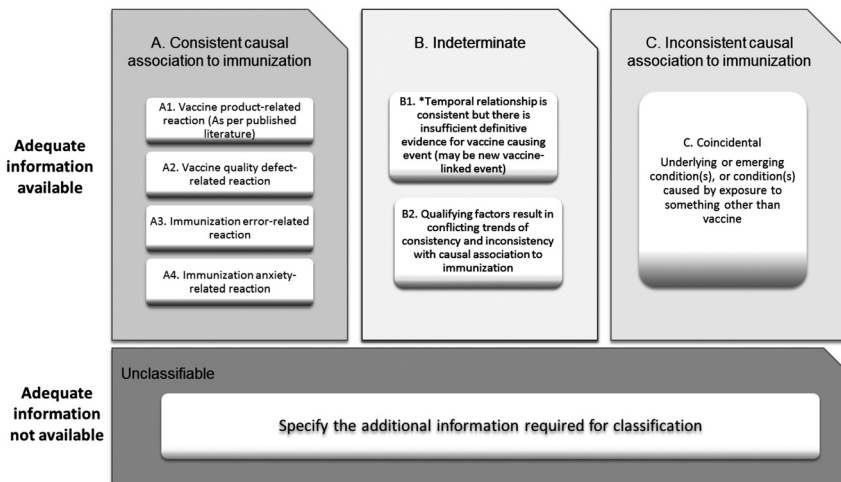 A. Consistent causal
association to immunization
B. Indeterminate
C. Inconsistent causal
association to immunization
Adequate
information
available
A1. Vaccine product-related
reaction (As per published
literature)
A2. Vaccine quality defect-
related reaction
A3. Immunization error-related
reaction
A4. Immunization anxiety-
related reaction
B1. *Temporal relationship is
consistent but there is
insufficient definitive
evidence for vaccine causing
event (may be new vaccine-
linked event)
B2. Qualifying factors result in
conflicting trends of
consistency and inconsistency
with causal association to
immunization
C. Coincidental
Underlying or emerging
condition(s), or condition(s)
caused by exposure to
something other than
vaccine
Adequate
information
not available
Unclassifiable
Specify the additional information required for classification